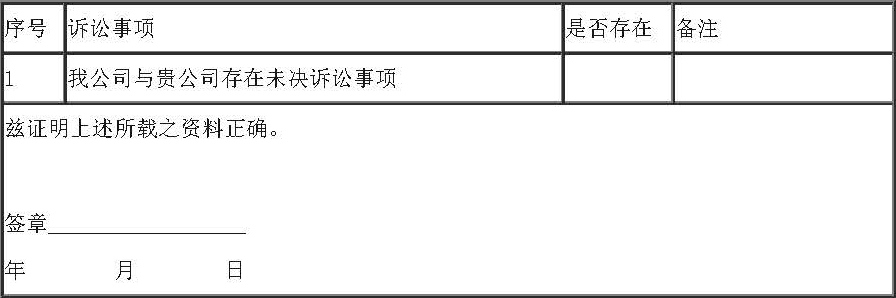 序号 诉讼事项 是否存在 备注
1 我公司与贵公司存在未决诉讼事项
兹证明上述所载之资料正确。
签章__________________
年 月 日